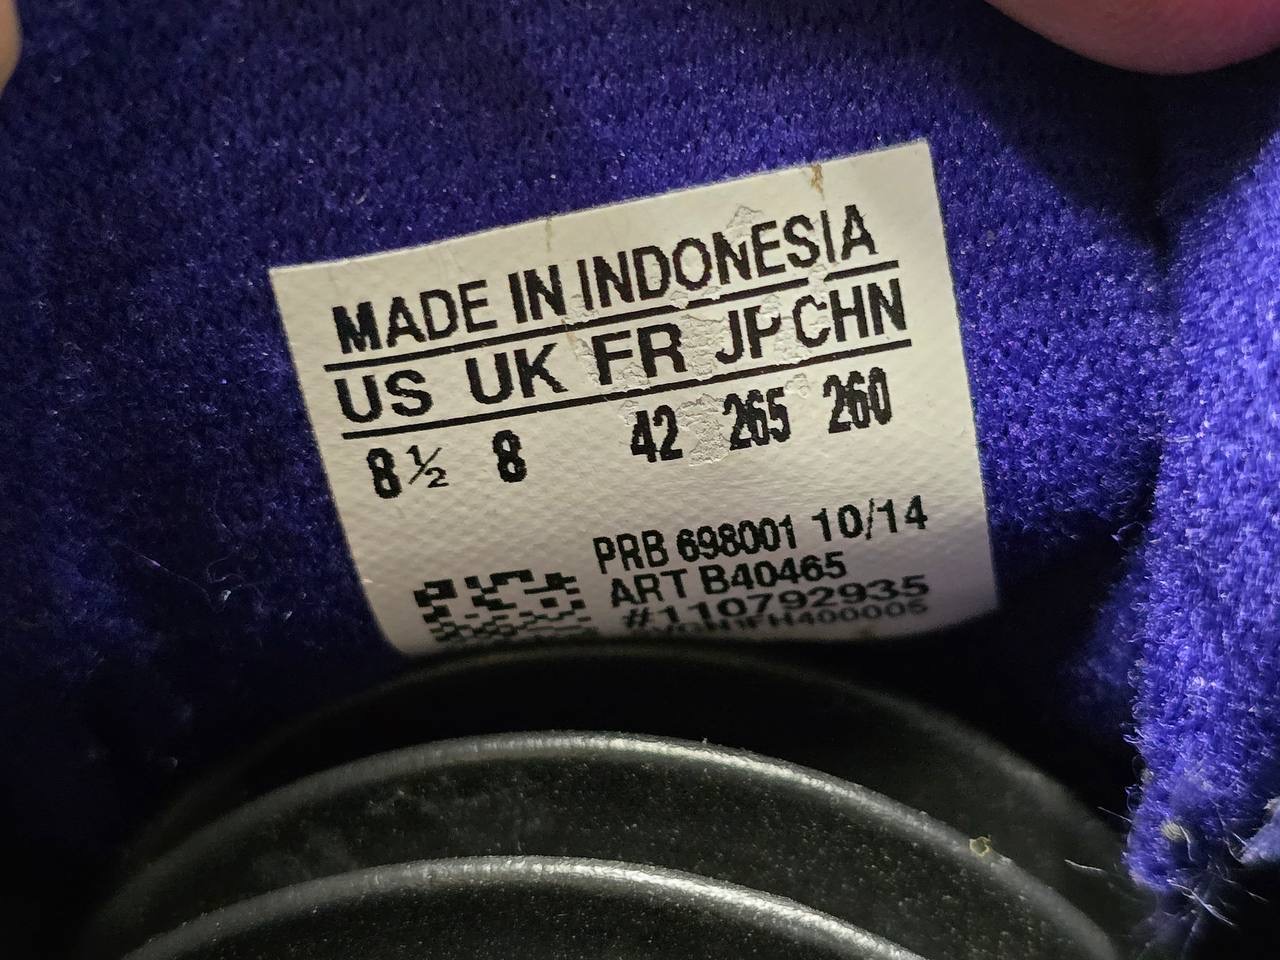 MADE IN INDONESIA
US UK FR JP CHN
8½ 8 42 265 260
PRB 698001 10/14
ART B40465
#110792935